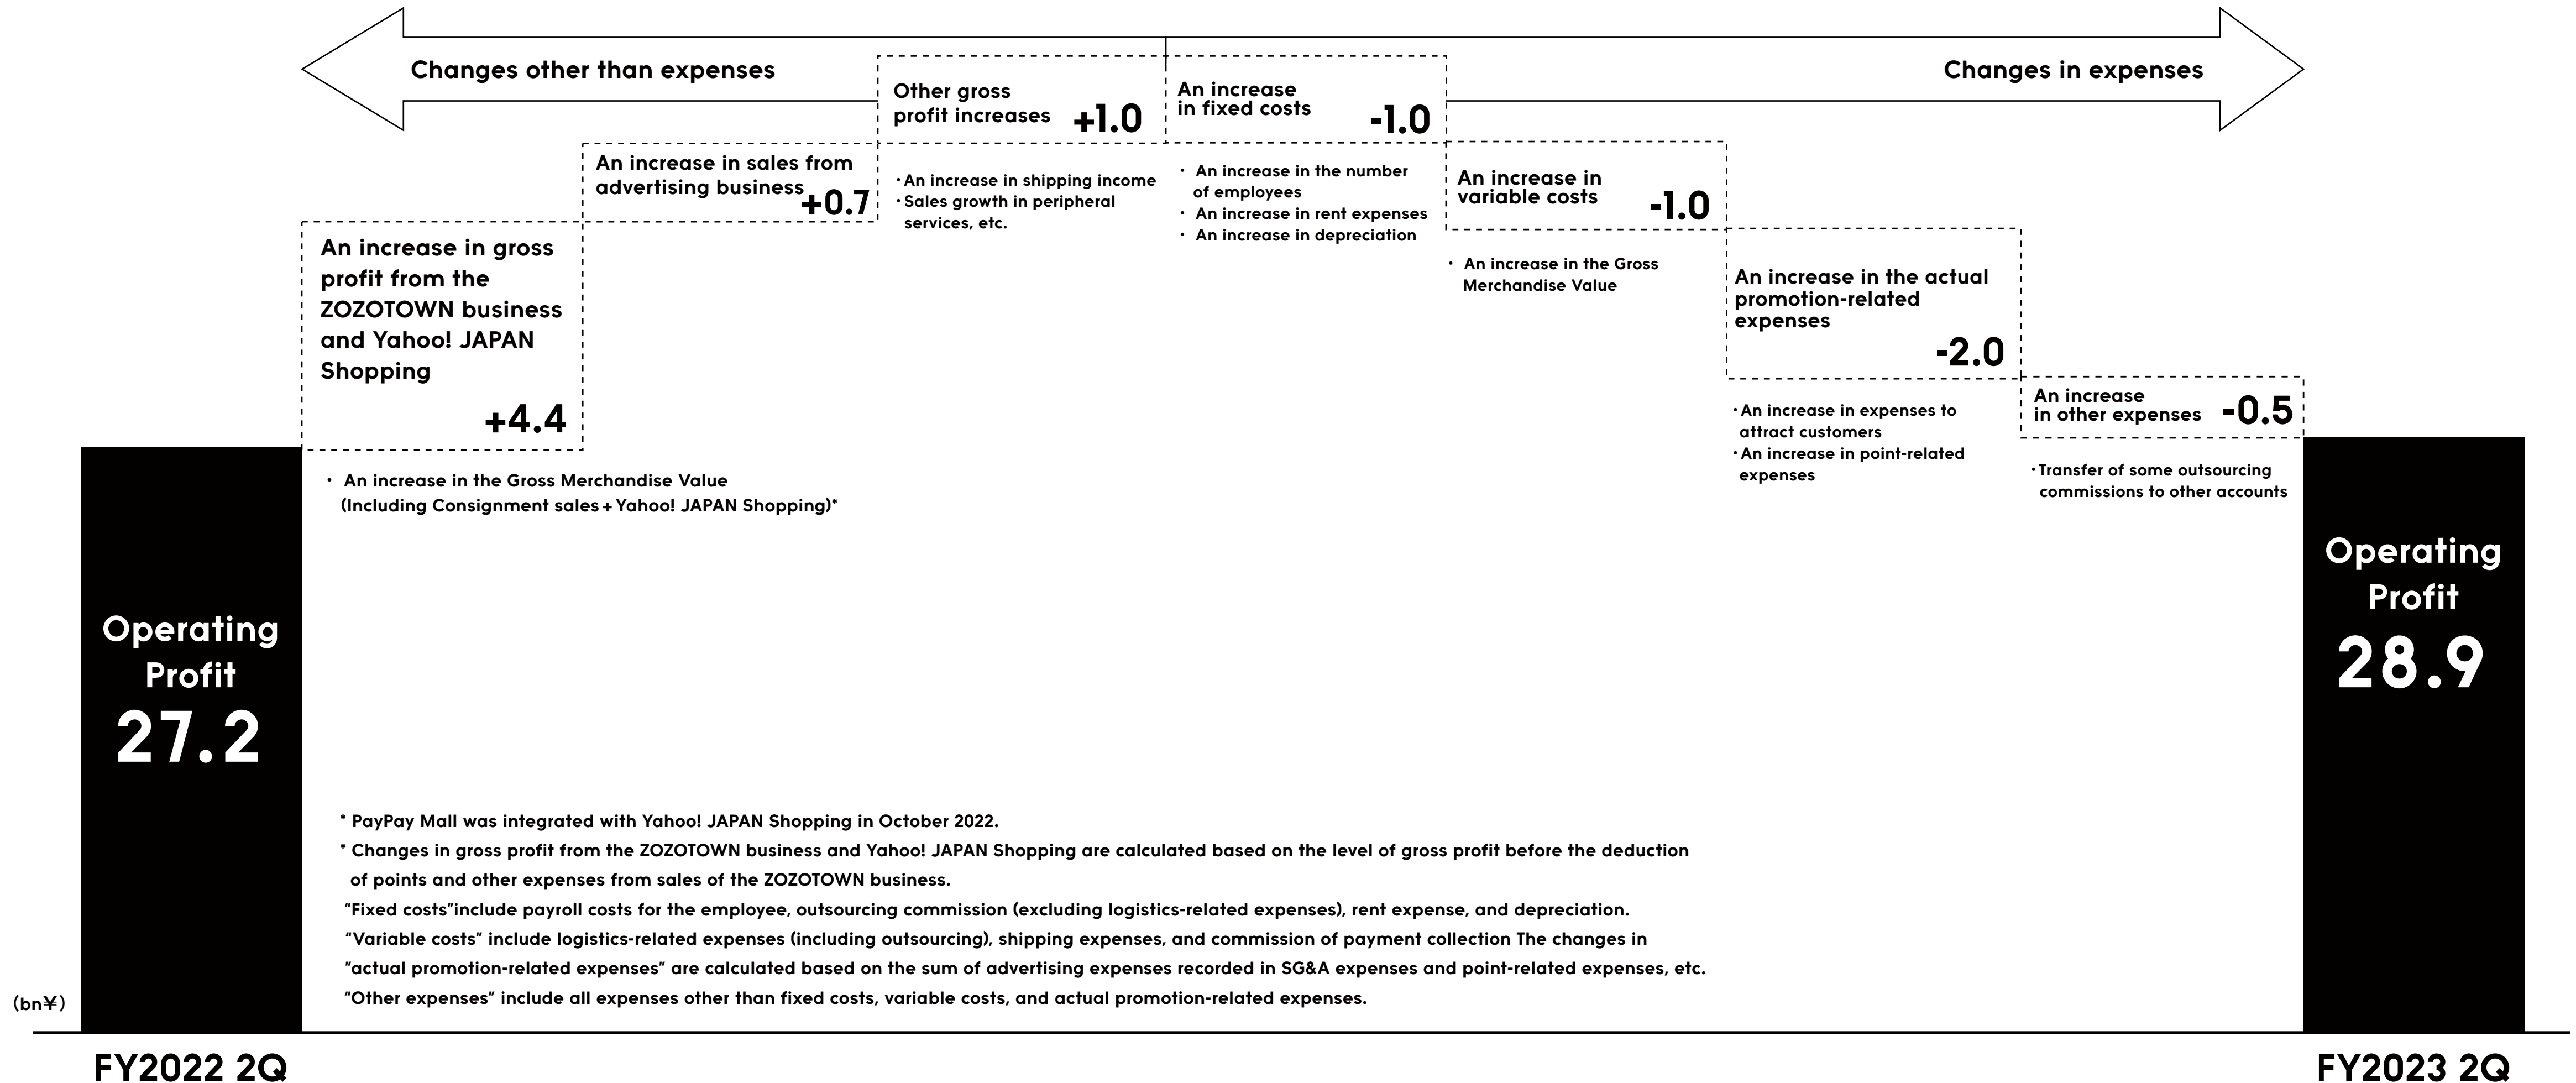 Changes other than expenses
Changes in expenses
Other gross
profit increases
+1.0
An increase
in fixed costs
-1.0
An increase in sales from
advertising business
+0.7
・An increase in shipping income
・Sales growth in peripheral
services, etc.
・ An increase in the number
of employees
・ An increase in rent expenses
・ An increase in depreciation
An increase in
variable costs
-1.0
・ An increase in the Gross
Merchandise Value
An increase in gross
profit from the
ZOZOTOWN business
and Yahoo! JAPAN
Shopping
+4.4
・ An increase in the Gross Merchandise Value
(Including Consignment sales+Yahoo! JAPAN Shopping)*
An increase in the actual
promotion-related
expenses
-2.0
・An increase in expenses to
attract customers
・An increase in point-related
expenses
An increase
in other expenses
-0.5
・Transfer of some outsourcing
commissions to other accounts
Operating
Profit
27.2
Operating
Profit
28.9
* PayPay Mall was integrated with Yahoo! JAPAN Shopping in October 2022.
* Changes in gross profit from the ZOZOTOWN business and Yahoo! JAPAN Shopping are calculated based on the level of gross profit before the deduction
of points and other expenses from sales of the ZOZOTOWN business.
“Fixed costs”include payroll costs for the employee, outsourcing commission (excluding logistics-related expenses), rent expense, and depreciation.
“Variable costs” include logistics-related expenses (including outsourcing), shipping expenses, and commission of payment collection The changes in
”actual promotion-related expenses” are calculated based on the sum of advertising expenses recorded in SG&A expenses and point-related expenses, etc.
“Other expenses” include all expenses other than fixed costs, variable costs, and actual promotion-related expenses.
(bn¥)
FY2022 2Q
FY2023 2Q